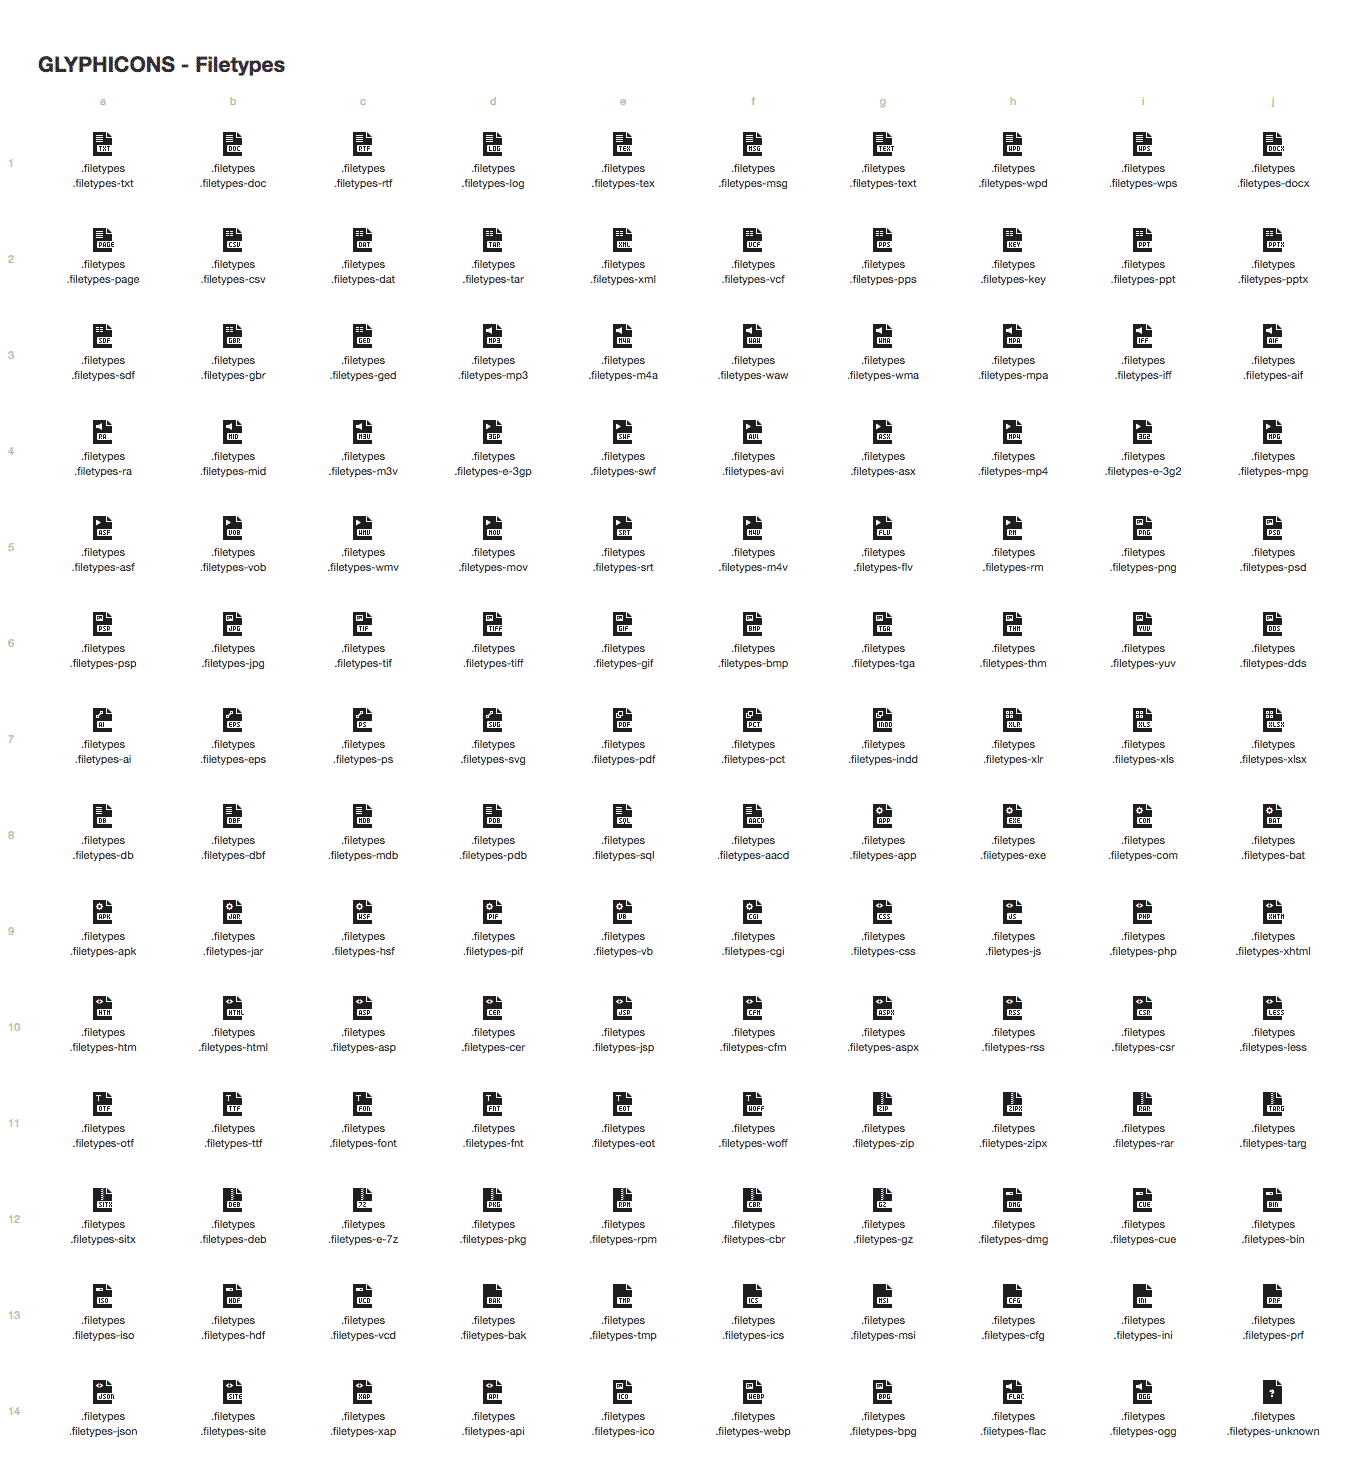 GLYPHICONS - Filetypes
a b c d e f g h i j
TXT DOC RTF LOG TEX MSG TEXT WPD WPS DOCX
1
.filetypes .filetypes .filetypes .filetypes .filetypes .filetypes .filetypes .filetypes .filetypes .filetypes
.filetypes-txt .filetypes-doc .filetypes-rtf .filetypes-log .filetypes-tex .filetypes-msg .filetypes-text .filetypes-wpd .filetypes-wps .filetypes-docx
PAGE CSV DAT TAR XML VCF PPS KEY PPT PPTX
2
.filetypes .filetypes .filetypes .filetypes .filetypes .filetypes .filetypes .filetypes .filetypes .filetypes
.filetypes-page .filetypes-csv .filetypes-dat .filetypes-tar .filetypes-xml .filetypes-vcf .filetypes-pps .filetypes-key .filetypes-ppt .filetypes-pptx
SDF GBR GED MP3 M4A WAW WMA MPA IFF AIF
3
.filetypes .filetypes .filetypes .filetypes .filetypes .filetypes .filetypes .filetypes .filetypes .filetypes
.filetypes-sdf .filetypes-gbr .filetypes-ged .filetypes-mp3 .filetypes-m4a .filetypes-waw .filetypes-wma .filetypes-mpa .filetypes-iff .filetypes-aif
RA MID M3V 3GP SWF AVI ASX MP4 3G2 MPG
4
.filetypes .filetypes .filetypes .filetypes .filetypes .filetypes .filetypes .filetypes .filetypes .filetypes
.filetypes-ra .filetypes-mid .filetypes-m3v .filetypes-e-3gp .filetypes-swf .filetypes-avi .filetypes-asx .filetypes-mp4 .filetypes-e-3g2 .filetypes-mpg
ASF VOB WMV MOV SRT M4V FLV RM PNG PSD
5
.filetypes .filetypes .filetypes .filetypes .filetypes .filetypes .filetypes .filetypes .filetypes .filetypes
.filetypes-asf .filetypes-vob .filetypes-wmv .filetypes-mov .filetypes-srt .filetypes-m4v .filetypes-flv .filetypes-rm .filetypes-png .filetypes-psd
PSP JPG TIF TIFF GIF BMP TGA THM YUV DDS
6
.filetypes .filetypes .filetypes .filetypes .filetypes .filetypes .filetypes .filetypes .filetypes .filetypes
.filetypes-psp .filetypes-jpg .filetypes-tif .filetypes-tiff .filetypes-gif .filetypes-bmp .filetypes-tga .filetypes-thm .filetypes-yuv .filetypes-dds
AI EPS PS SVG PDF PCT INDD XLR XLS XLSX
7
.filetypes .filetypes .filetypes .filetypes .filetypes .filetypes .filetypes .filetypes .filetypes .filetypes
.filetypes-ai .filetypes-eps .filetypes-ps .filetypes-svg .filetypes-pdf .filetypes-pct .filetypes-indd .filetypes-xlr .filetypes-xls .filetypes-xlsx
DB DBF MDB PDB SQL AACD APP EXE COM BAT
8
.filetypes .filetypes .filetypes .filetypes .filetypes .filetypes .filetypes .filetypes .filetypes .filetypes
.filetypes-db .filetypes-dbf .filetypes-mdb .filetypes-pdb .filetypes-sql .filetypes-aacd .filetypes-app .filetypes-exe .filetypes-com .filetypes-bat
APK JAR HSF PIF VB CGI CSS JS PHP XHTM
9
.filetypes .filetypes .filetypes .filetypes .filetypes .filetypes .filetypes .filetypes .filetypes .filetypes
.filetypes-apk .filetypes-jar .filetypes-hsf .filetypes-pif .filetypes-vb .filetypes-cgi .filetypes-css .filetypes-js .filetypes-php .filetypes-xhtml
HTM HTML ASP CER JSP CFM ASPX RSS CSR LESS
10
.filetypes .filetypes .filetypes .filetypes .filetypes .filetypes .filetypes .filetypes .filetypes .filetypes
.filetypes-htm .filetypes-html .filetypes-asp .filetypes-cer .filetypes-jsp .filetypes-cfm .filetypes-aspx .filetypes-rss .filetypes-csr .filetypes-less
T T T T T T
OTF TTF FON FNT EOT WOFF ZIP ZIPX RAR TARG
11
.filetypes .filetypes .filetypes .filetypes .filetypes .filetypes .filetypes .filetypes .filetypes .filetypes
.filetypes-otf .filetypes-ttf .filetypes-font .filetypes-fnt .filetypes-eot .filetypes-woff .filetypes-zip .filetypes-zipx .filetypes-rar .filetypes-targ
SITX DEB 7Z PKG RPM CBR GZ DMG CUE BIN
12
.filetypes .filetypes .filetypes .filetypes .filetypes .filetypes .filetypes .filetypes .filetypes .filetypes
.filetypes-sitx .filetypes-deb .filetypes-e-7z .filetypes-pkg .filetypes-rpm .filetypes-cbr .filetypes-gz .filetypes-dmg .filetypes-cue .filetypes-bin
ISO HDF VCD BAK TMP ICS MSI CFG INI PRF
13
.filetypes .filetypes .filetypes .filetypes .filetypes .filetypes .filetypes .filetypes .filetypes .filetypes
.filetypes-iso .filetypes-hdf .filetypes-vcd .filetypes-bak .filetypes-tmp .filetypes-ics .filetypes-msi .filetypes-cfg .filetypes-ini .filetypes-prf
JSON SITE XAP API ICO WEBP BPG FLAC OGG ?
14
.filetypes .filetypes .filetypes .filetypes .filetypes .filetypes .filetypes .filetypes .filetypes .filetypes
.filetypes-json .filetypes-site .filetypes-xap .filetypes-api .filetypes-ico .filetypes-webp .filetypes-bpg .filetypes-flac .filetypes-ogg .filetypes-unknown